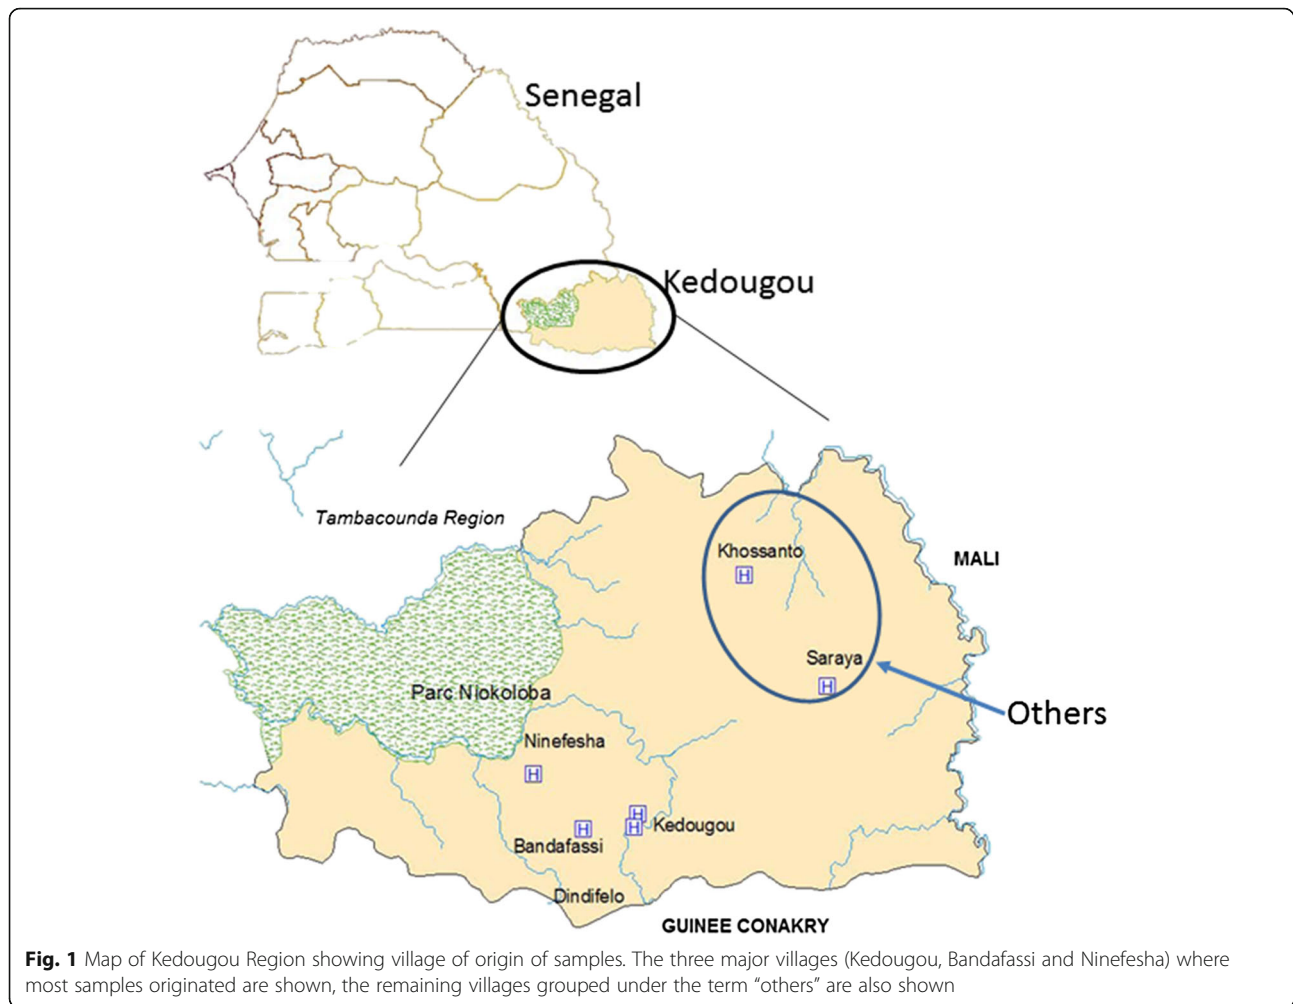 Senegal
Kedougou
Tambacounda Region
Khossanto
H
MALI
Saraya
H
Parc Niokoloba
Others
Ninefesha
H
H
H
Kedougou
H
Bandafassi
Dindifelo
GUINEE CONAKRY
Fig. 1 Map of Kedougou Region showing village of origin of samples. The three major villages (Kedougou, Bandafassi and Ninefesha) where
most samples originated are shown, the remaining villages grouped under the term “others” are also shown